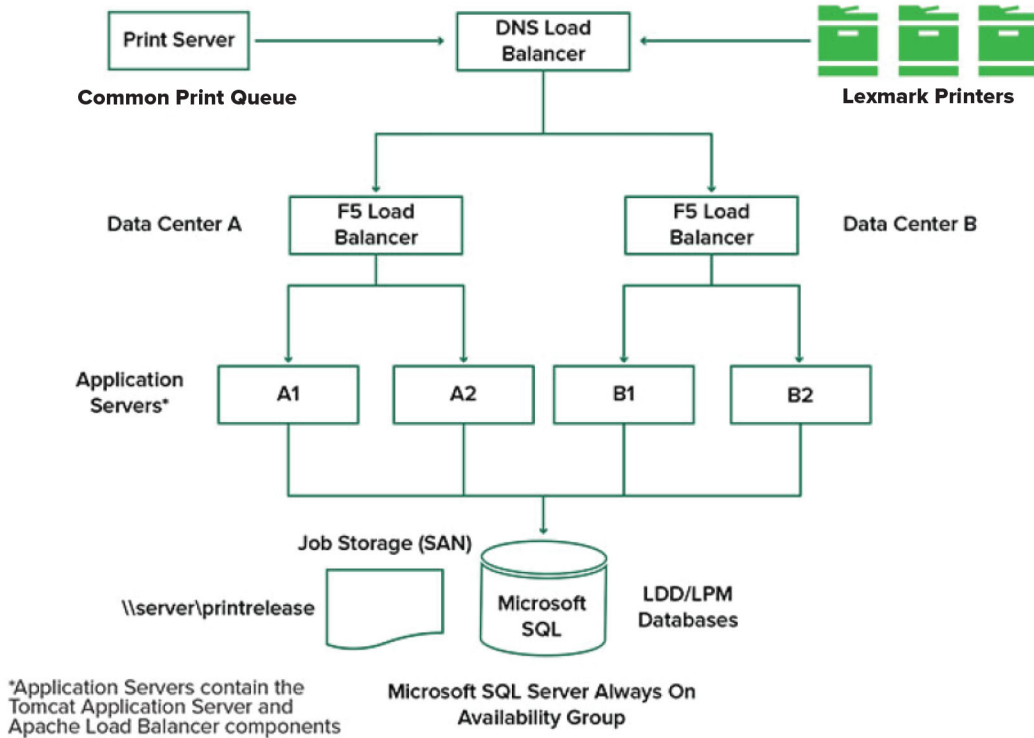 Print Server
DNS Load
Balancer
Common Print Queue
Lexmark Printers
Data Center A
F5 Load
Balancer
F5 Load
Balancer
Data Center B
Application
Servers*
A1
A2
B1
B2
Job Storage (SAN)
\\server\printrelease
Microsoft
SQL
LDD/LPM
Databases
*Application Servers contain the
Tomcat Application Server and
Apache Load Balancer components
Microsoft SQL Server Always On
Availability Group